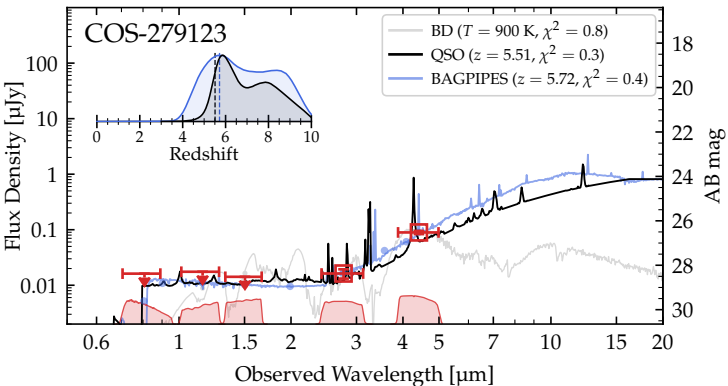 COS-279123
BD (T = 900 K, χ² = 0.8)
QSO (z = 5.51, χ² = 0.3)
BAGPIPES (z = 5.72, χ² = 0.4)
Flux Density [µJy]
100
10
1
0.1
0.01
AB mag
18
20
22
24
26
28
30
0 2 4 6 8 10
Redshift
0.6 1 1.5 2 3 4 5 7 10 15 20
Observed Wavelength [µm]